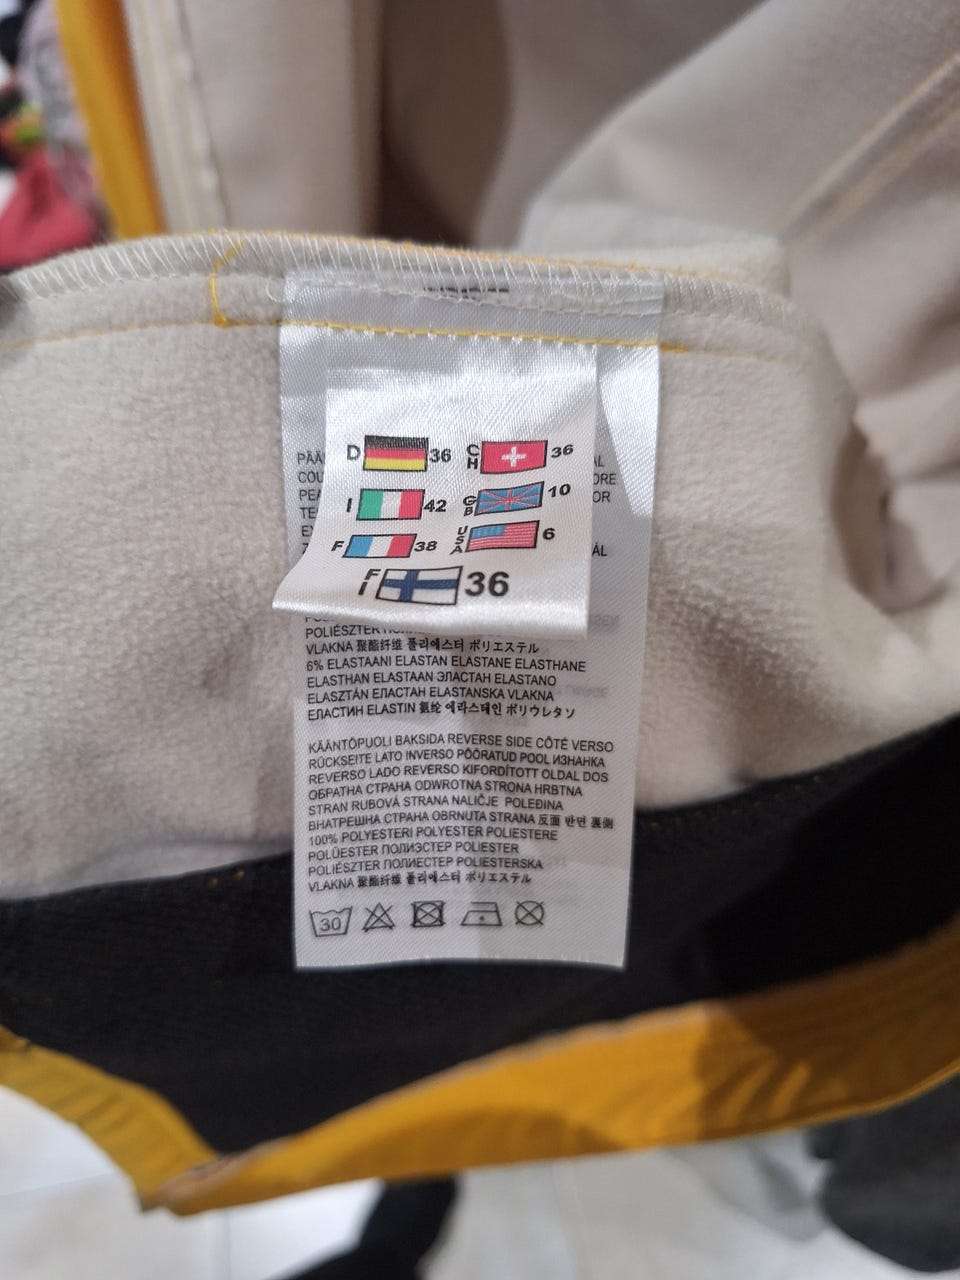 D 36 CH 36
I 42 GB 10
F 38 USA 6
FI 36
POLIÉSZTER
VLAKNA 聚酯纤维 폴리에스터 ポリエステル
6% ELASTAANI ELASTAN ELASTANE ELASTHANE
ELASTHAN ELASTAAN ЭЛАСТАН ELASTANO
ELASZTÁN ЕЛАСТАН ELASTANSKA VLAKNA
ЕЛАСТИН ELASTIN 氨纶 에라스테인 ポリウレタン
KÄÄNTÖPUOLI BAKSIDA REVERSE SIDE CÔTÉ VERSO
RÜCKSEITE LATO INVERSO PÖÖRATUD POOL ИЗНАНКА
REVERSO LADO REVERSO KIFORDÍTOTT OLDAL DOS
ОБРАТНА СТРАНА ODWROTNA STRONA HRBTNA
STRAN RUBOVÁ STRANA NALIČJE POLEĐINA
ВНАТРЕШНА СТРАНА OBRNUTA STRANA 反面 반면 裏側
100% POLYESTERI POLYESTER POLIESTERE
POLÜESTER ПОЛИЭСТЕР POLIESTER
POLIÉSZTER ПОЛИЕСТЕР POLIESTERSKA
VLAKNA 聚酯纤维 폴리에스터 ポリエステル
30